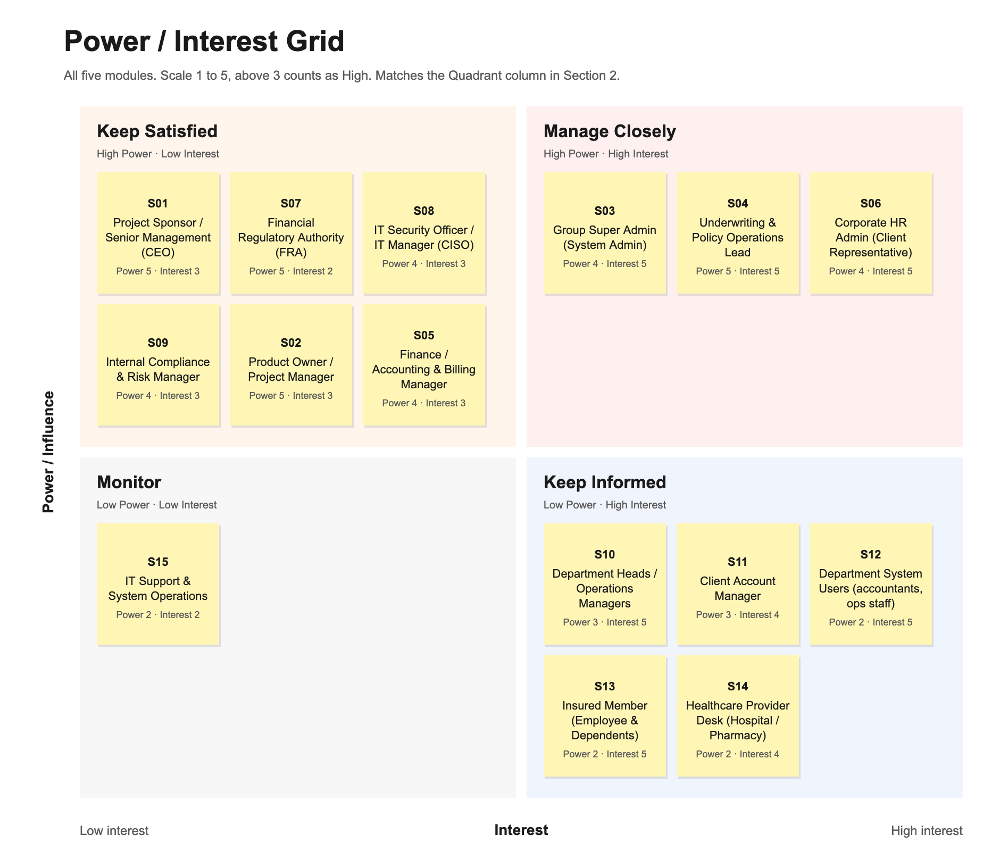 Power / Interest Grid
All five modules. Scale 1 to 5, above 3 counts as High. Matches the Quadrant column in Section 2.
Keep Satisfied
High Power · Low Interest
S01
Project Sponsor /
Senior Management
(CEO)
Power 5 · Interest 3
S07
Financial
Regulatory Authority
(FRA)
Power 5 · Interest 2
S08
IT Security Officer /
IT Manager (CISO)
Power 4 · Interest 3
S09
Internal Compliance
& Risk Manager
Power 4 · Interest 3
S02
Product Owner /
Project Manager
Power 5 · Interest 3
S05
Finance /
Accounting & Billing
Manager
Power 4 · Interest 3
Manage Closely
High Power · High Interest
S03
Group Super Admin
(System Admin)
Power 4 · Interest 5
S04
Underwriting &
Policy Operations
Lead
Power 5 · Interest 5
S06
Corporate HR
Admin (Client
Representative)
Power 4 · Interest 5
Power / Influence
Monitor
Low Power · Low Interest
S15
IT Support &
System Operations
Power 2 · Interest 2
Keep Informed
Low Power · High Interest
S10
Department Heads /
Operations
Managers
Power 3 · Interest 5
S11
Client Account
Manager
Power 3 · Interest 4
S12
Department System
Users (accountants,
ops staff)
Power 2 · Interest 5
S13
Insured Member
(Employee &
Dependents)
Power 2 · Interest 5
S14
Healthcare Provider
Desk (Hospital /
Pharmacy)
Power 2 · Interest 4
Low interest
Interest
High interest